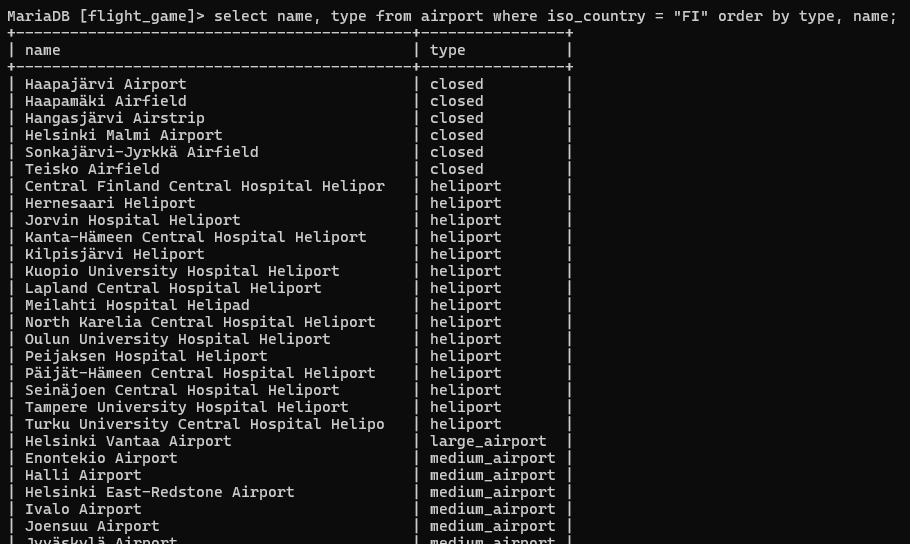 MariaDB [flight_game]> select name, type from airport where iso_country = "FI" order by type, name;
+--------------------------------------------+----------------+
| name                                       | type           |
+--------------------------------------------+----------------+
| Haapajärvi Airport                         | closed         |
| Haapamäki Airfield                         | closed         |
| Hangasjärvi Airstrip                       | closed         |
| Helsinki Malmi Airport                     | closed         |
| Sonkajärvi-Jyrkkä Airfield                 | closed         |
| Teisko Airfield                            | closed         |
| Central Finland Central Hospital Helipor   | heliport       |
| Hernesaari Heliport                        | heliport       |
| Jorvin Hospital Heliport                   | heliport       |
| Kanta-Hämeen Central Hospital Heliport     | heliport       |
| Kilpisjärvi Heliport                       | heliport       |
| Kuopio University Hospital Heliport        | heliport       |
| Lapland Central Hospital Heliport          | heliport       |
| Meilahti Hospital Helipad                  | heliport       |
| North Karelia Central Hospital Heliport    | heliport       |
| Oulun University Hospital Heliport         | heliport       |
| Peijaksen Hospital Heliport                | heliport       |
| Päijät-Hämeen Central Hospital Heliport    | heliport       |
| Seinäjoen Central Hospital Heliport        | heliport       |
| Tampere University Hospital Heliport       | heliport       |
| Turku University Central Hospital Helipo   | heliport       |
| Helsinki Vantaa Airport                    | large_airport  |
| Enontekio Airport                          | medium_airport |
| Halli Airport                              | medium_airport |
| Helsinki East-Redstone Airport             | medium_airport |
| Ivalo Airport                              | medium_airport |
| Joensuu Airport                            | medium_airport |
| Jyväskylä Airport                          | medium_airport |